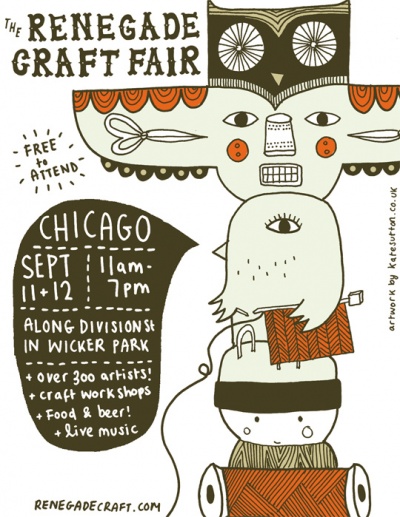 THE RENEGADE
CRAFT FAIR
FREE
to
ATTEND
CHICAGO
SEPT
11+12
11am-
7pm
ALONG DIVISION St
IN WICKER PARK
+ over 300 artists!
+ craft workshops
+ Food & beer!
+ live music
RENEGADECRAFT.COM
artwork by katesutton.co.uk